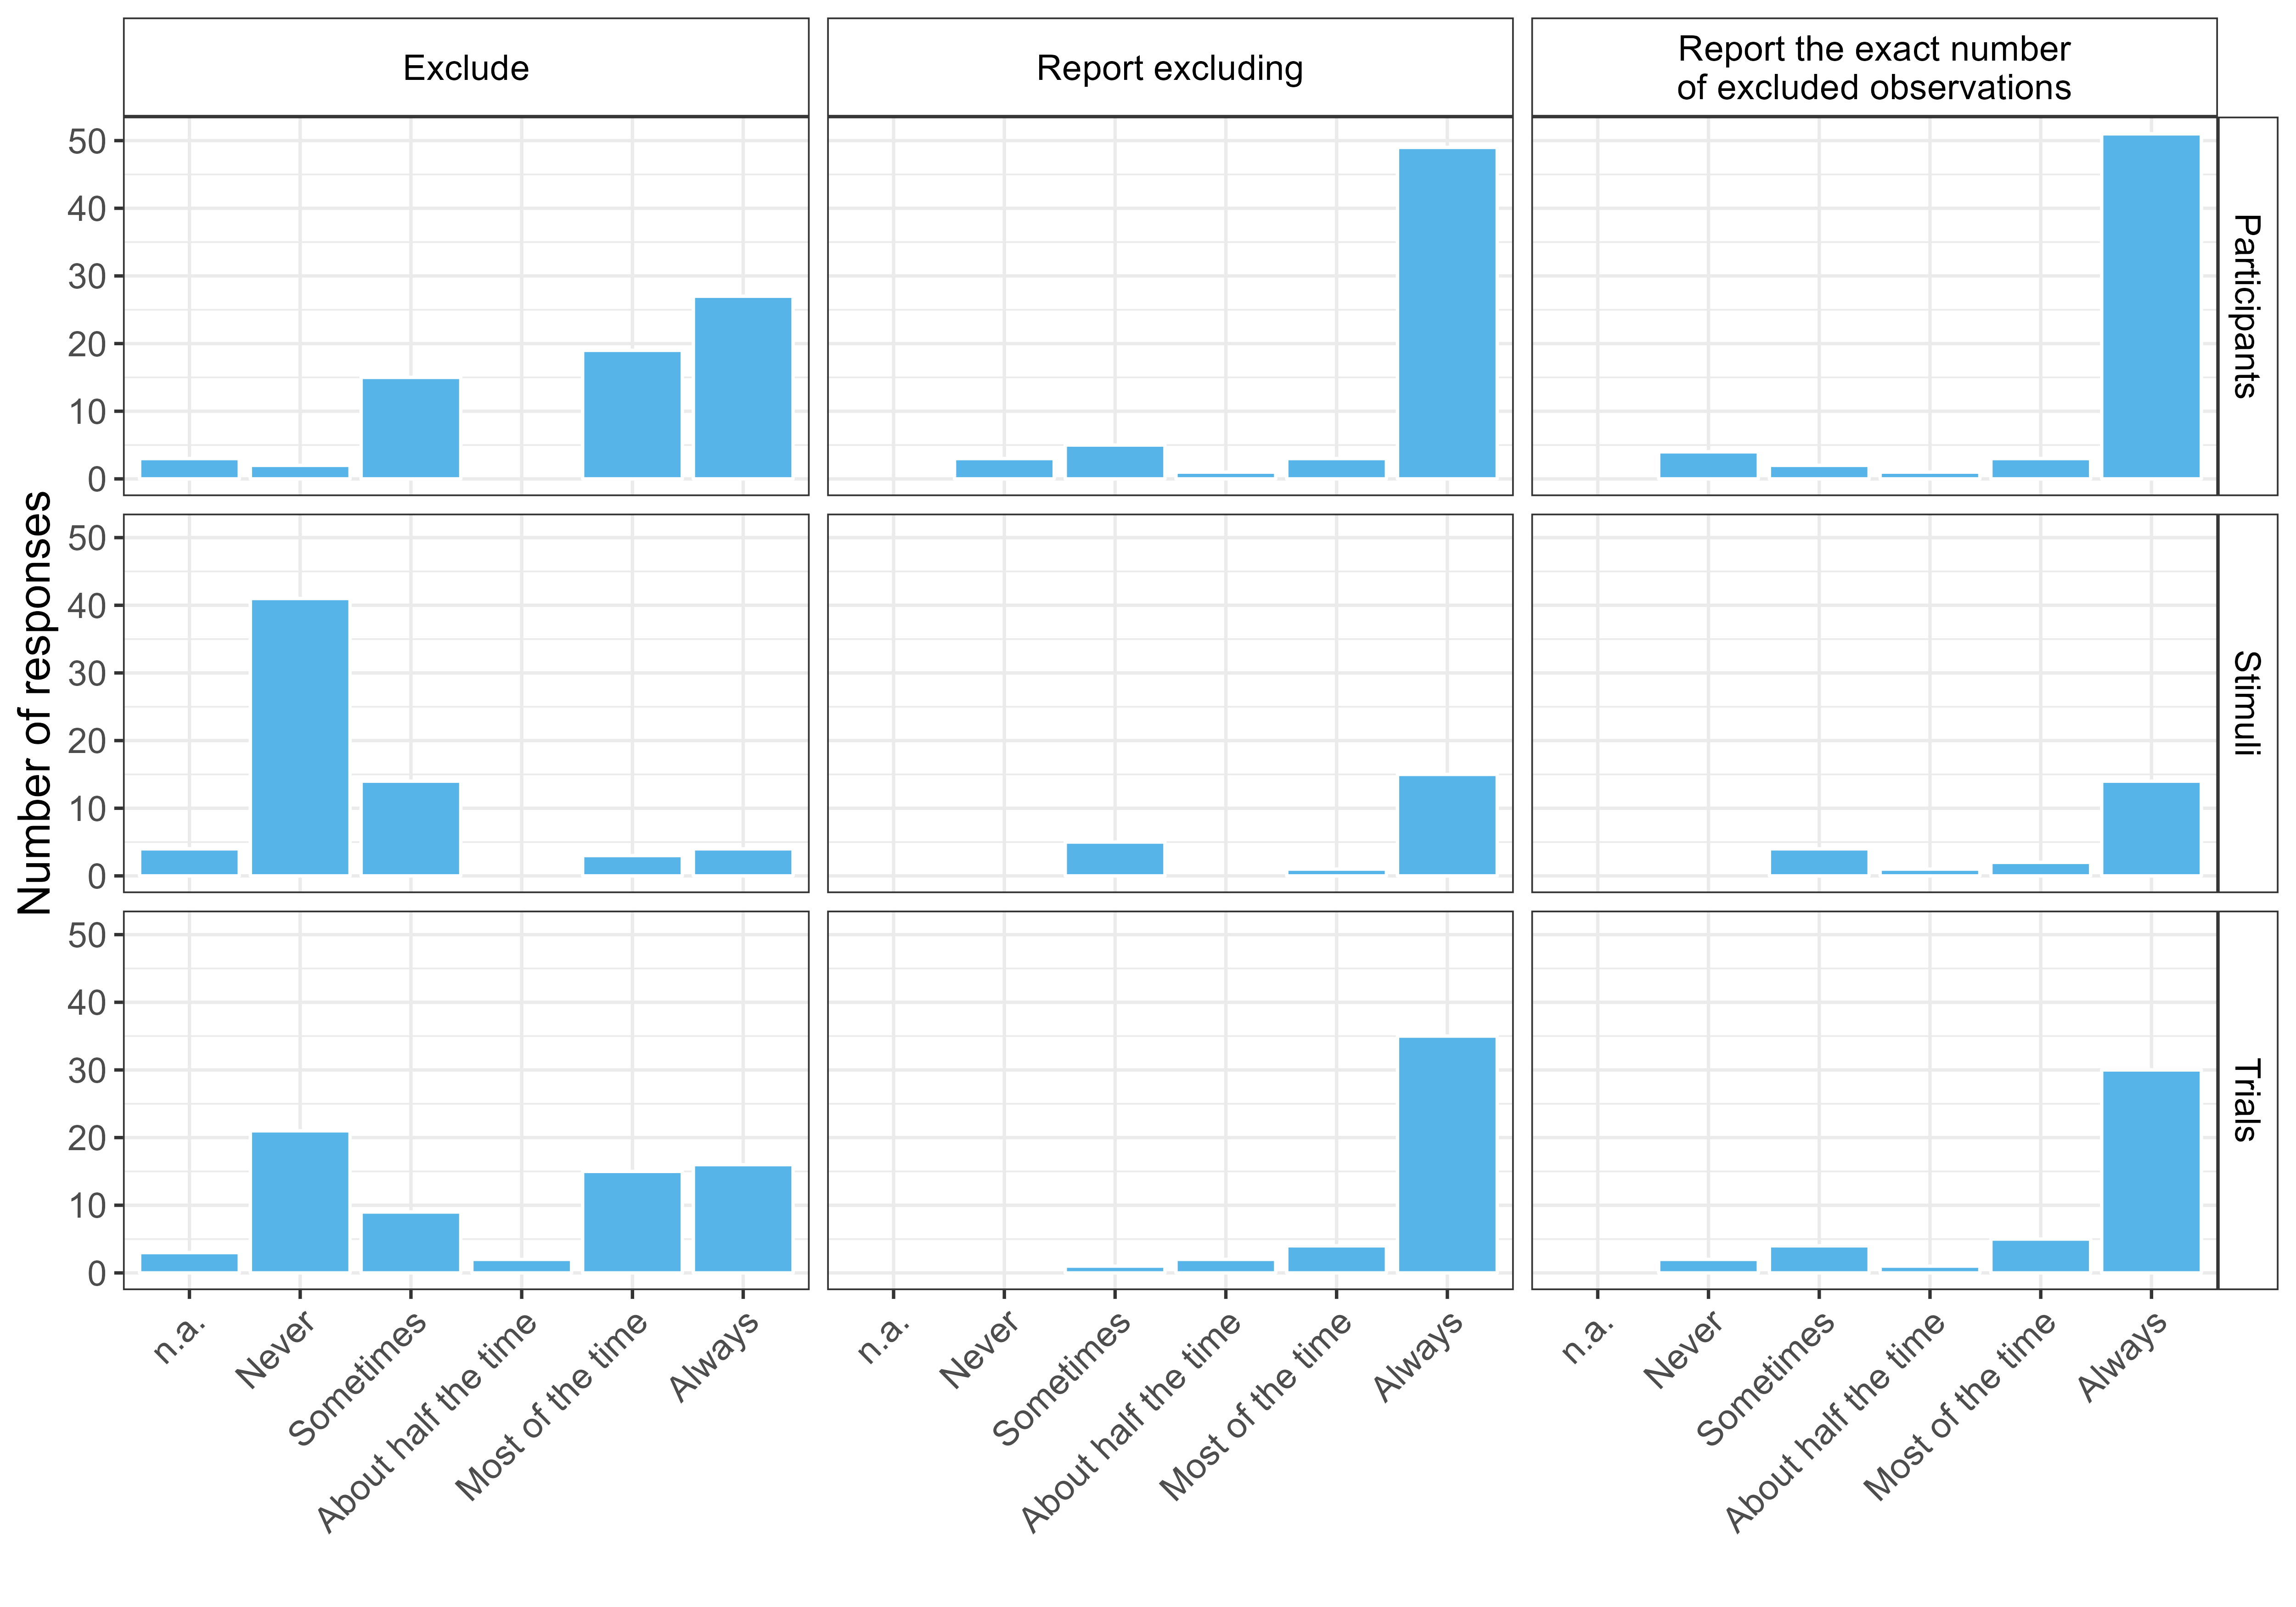 Exclude
Report excluding
Report the exact number
of excluded observations
Number of responses
50
40
30
20
10
0
Participants
50
40
30
20
10
0
Stimuli
50
40
30
20
10
0
Trials
n.a.
Never
Sometimes
About half the time
Most of the time
Always
n.a.
Never
Sometimes
About half the time
Most of the time
Always
n.a.
Never
Sometimes
About half the time
Most of the time
Always